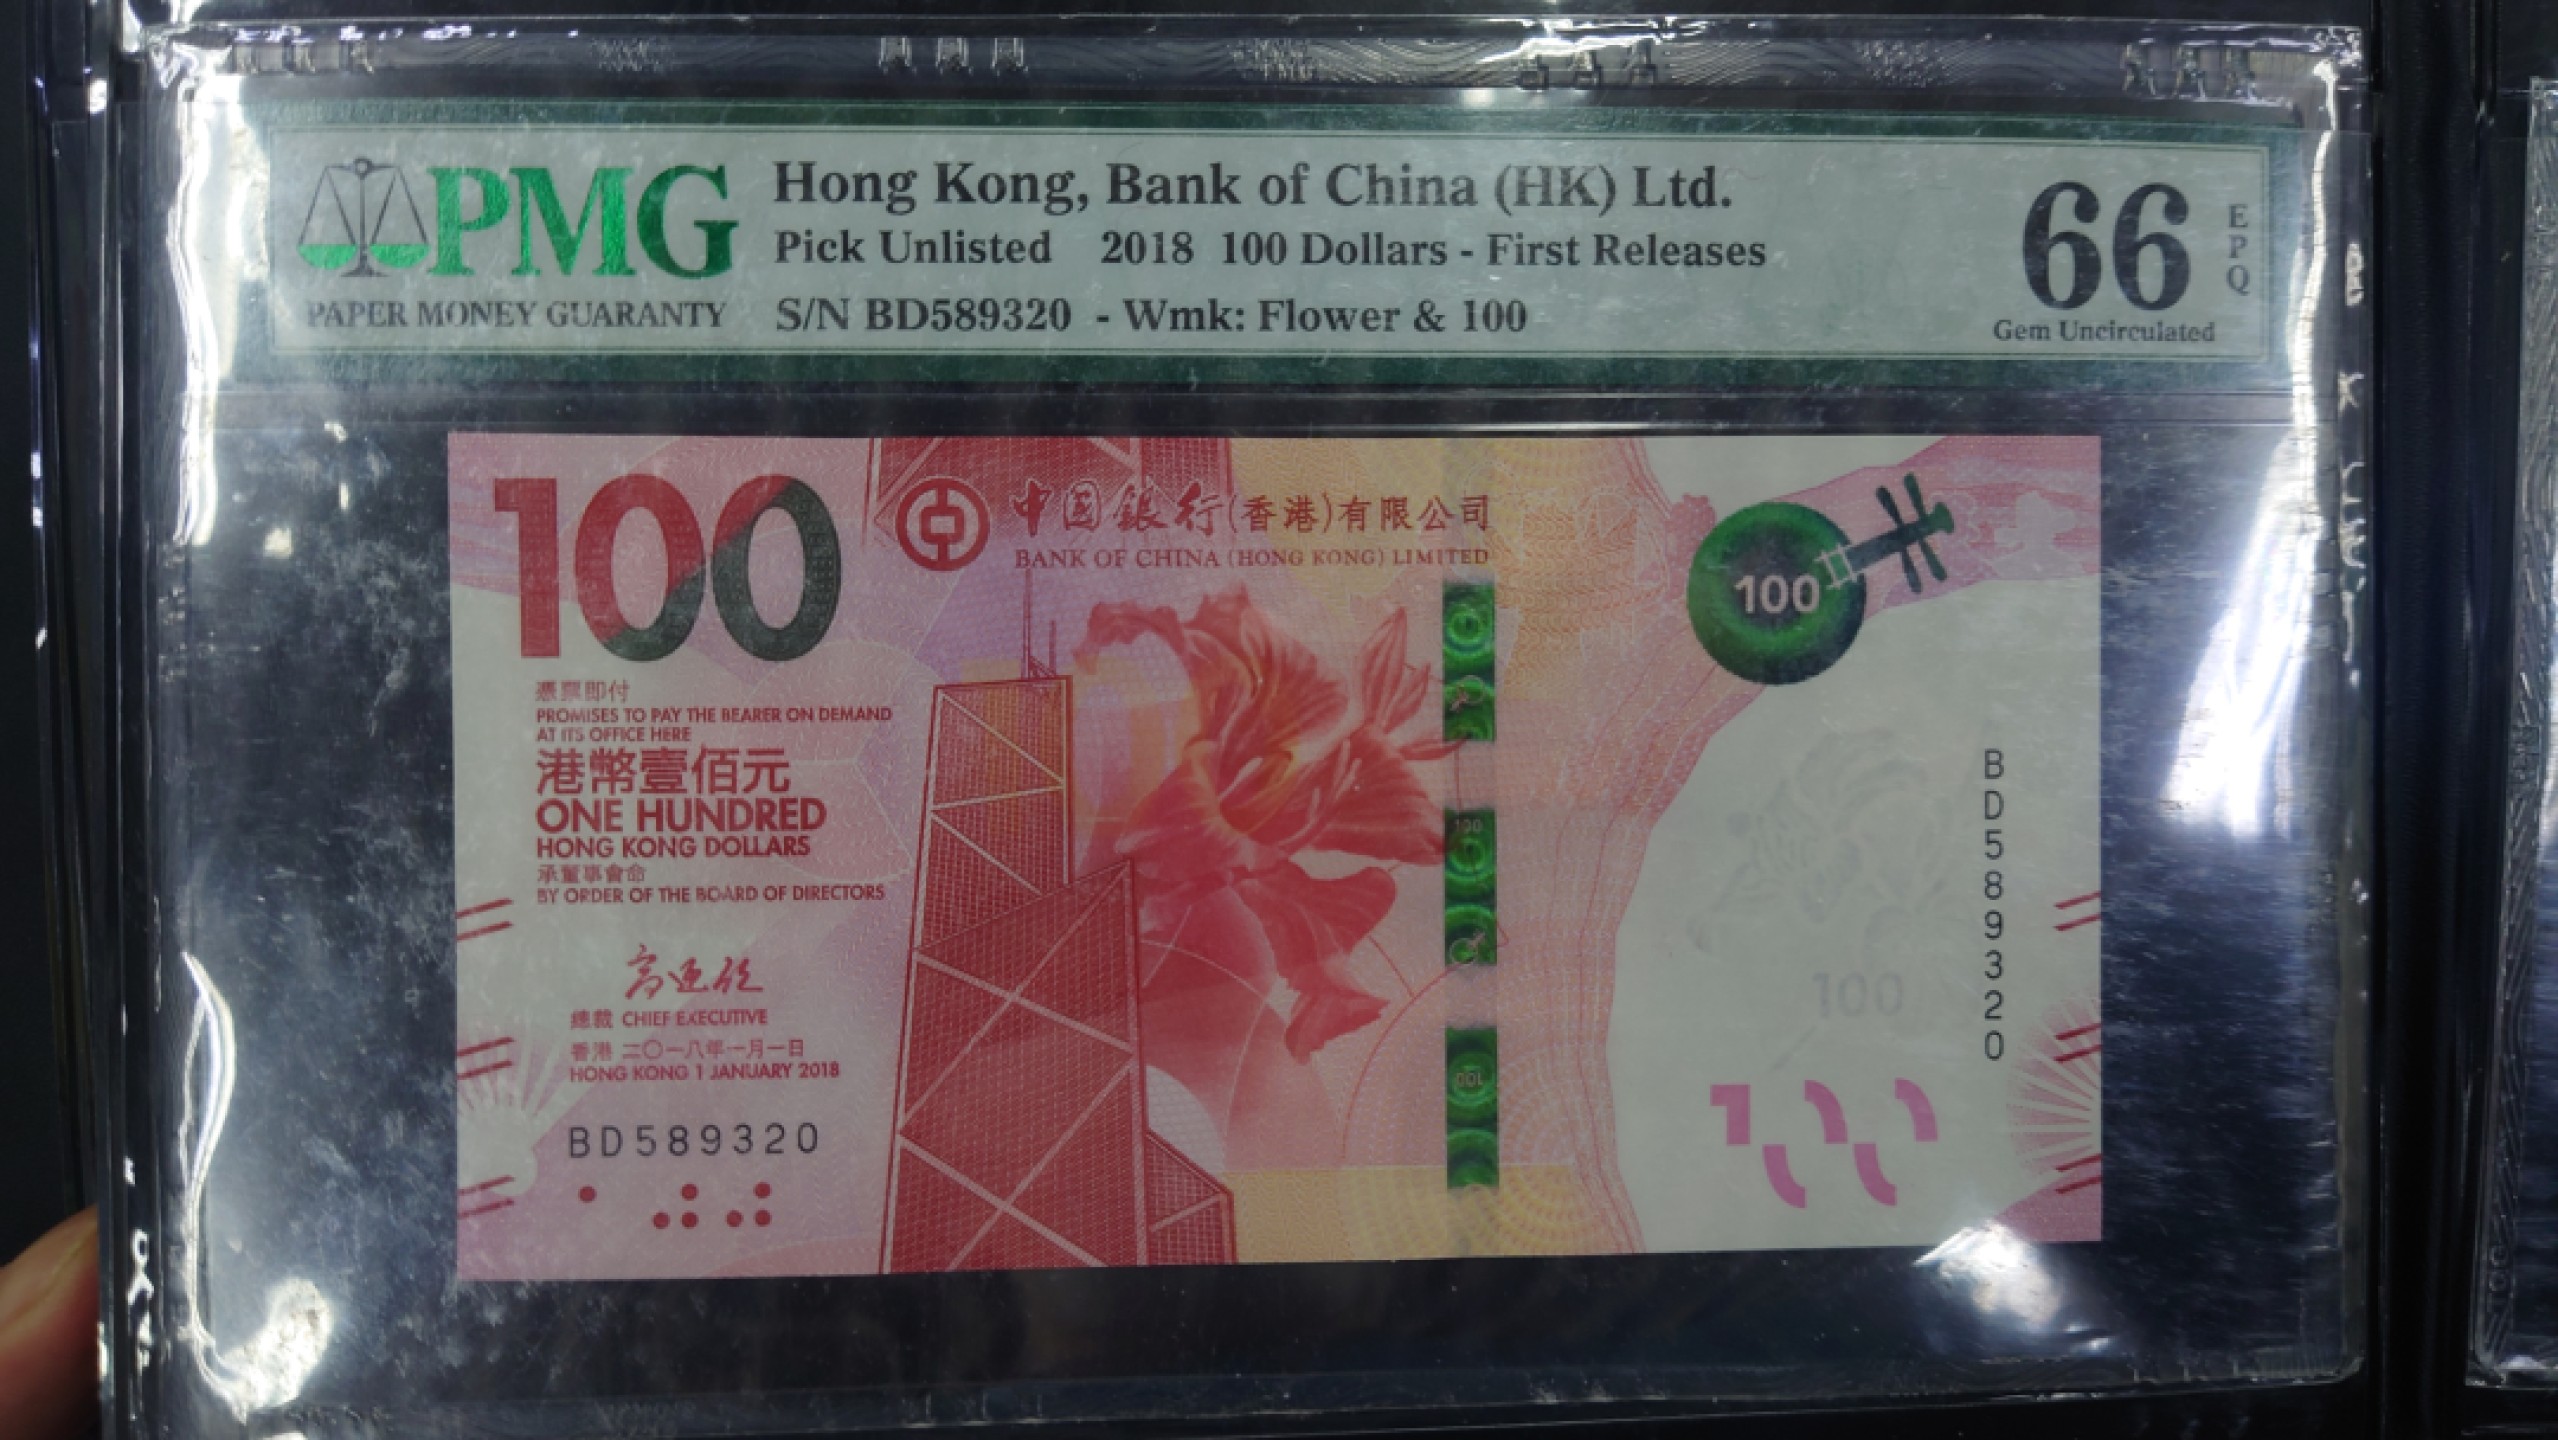 PMG
PAPER MONEY GUARANTY
Hong Kong, Bank of China (HK) Ltd.
Pick Unlisted 2018 100 Dollars - First Releases
S/N BD589320 - Wmk: Flower & 100
66
EPQ
Gem Uncirculated
100
中国銀行(香港)有限公司
BANK OF CHINA (HONG KONG) LIMITED
100
憑票即付
PROMISES TO PAY THE BEARER ON DEMAND
AT ITS OFFICE HERE
港幣壹佰元
ONE HUNDRED
HONG KONG DOLLARS
承董事會命
BY ORDER OF THE BOARD OF DIRECTORS
高迎欣
總裁 CHIEF EXECUTIVE
香港 二〇一八年一月一日
HONG KONG 1 JANUARY 2018
BD589320
100
100
BD589320
100